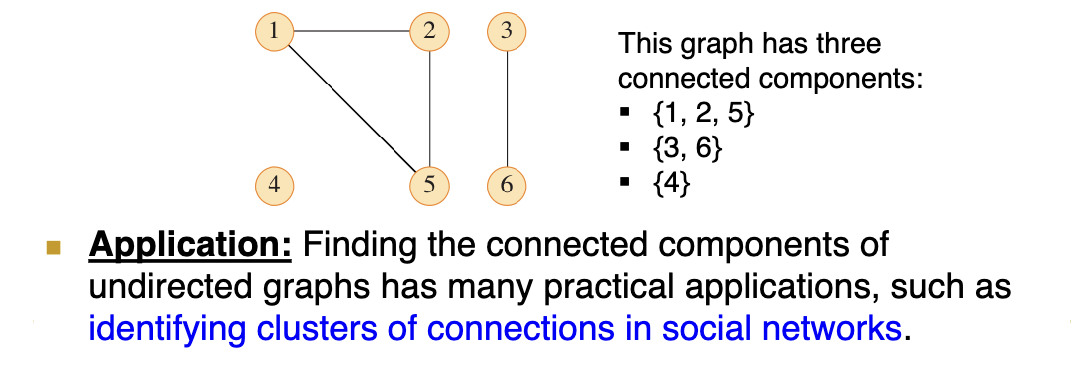 1
2
3
This graph has three
connected components:
▪ {1, 2, 5}
▪ {3, 6}
▪ {4}
4
5
6
■ Application: Finding the connected components of
undirected graphs has many practical applications, such as
identifying clusters of connections in social networks.